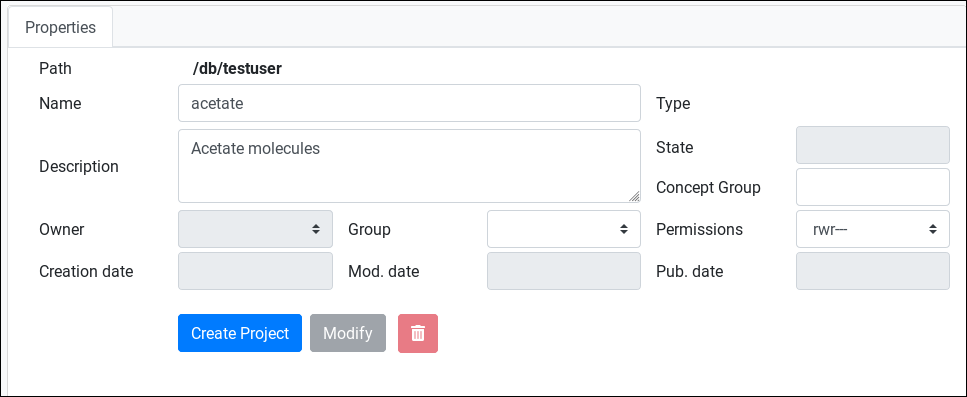 Properties
Path /db/testuser
Name acetate Type
Description Acetate molecules State
Concept Group
Owner Group Permissions rwr---
Creation date Mod. date Pub. date
Create Project Modify